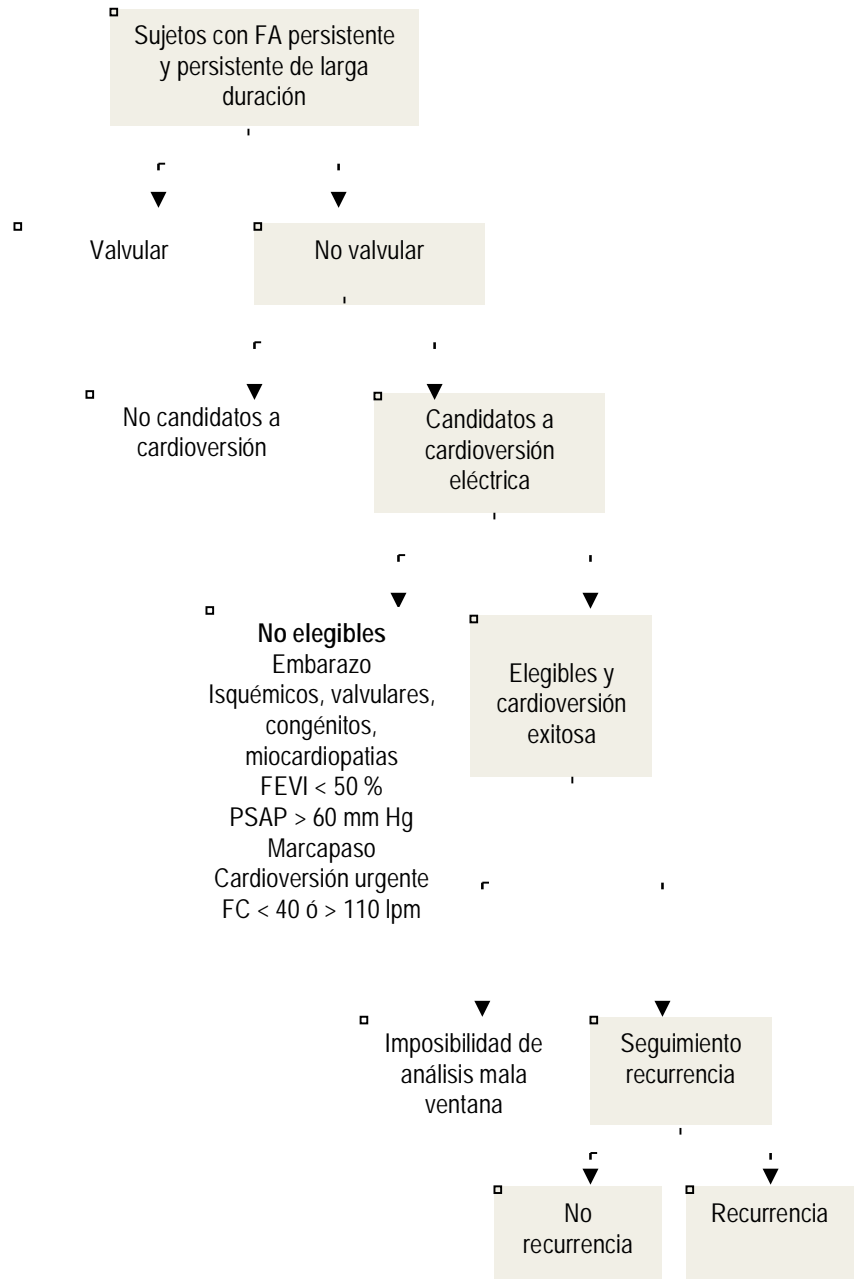 Sujetos con FA persistente
y persistente de larga
duración
Valvular
No valvular
No candidatos a
cardioversión
Candidatos a
cardioversión
eléctrica
No elegibles
Embarazo
Isquémicos, valvulares,
congénitos,
miocardiopatias
FEVI < 50 %
PSAP > 60 mm Hg
Marcapaso
Cardioversión urgente
FC < 40 ó > 110 lpm
Elegibles y
cardioversión
exitosa
Imposibilidad de
análisis mala
ventana
Seguimiento
recurrencia
No
recurrencia
Recurrencia